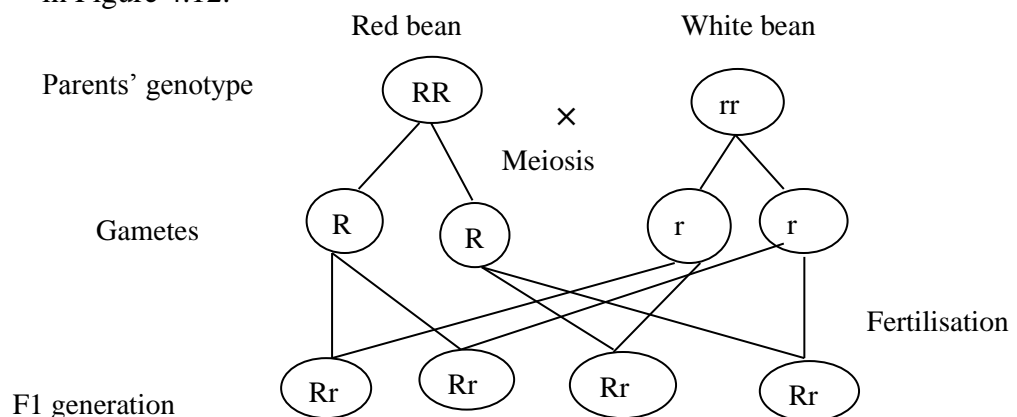 in Figure 4.12.
Red bean White bean
Parents’ genotype RR × rr
Meiosis
Gametes R R r r
Fertilisation
Rr Rr Rr Rr
F1 generation